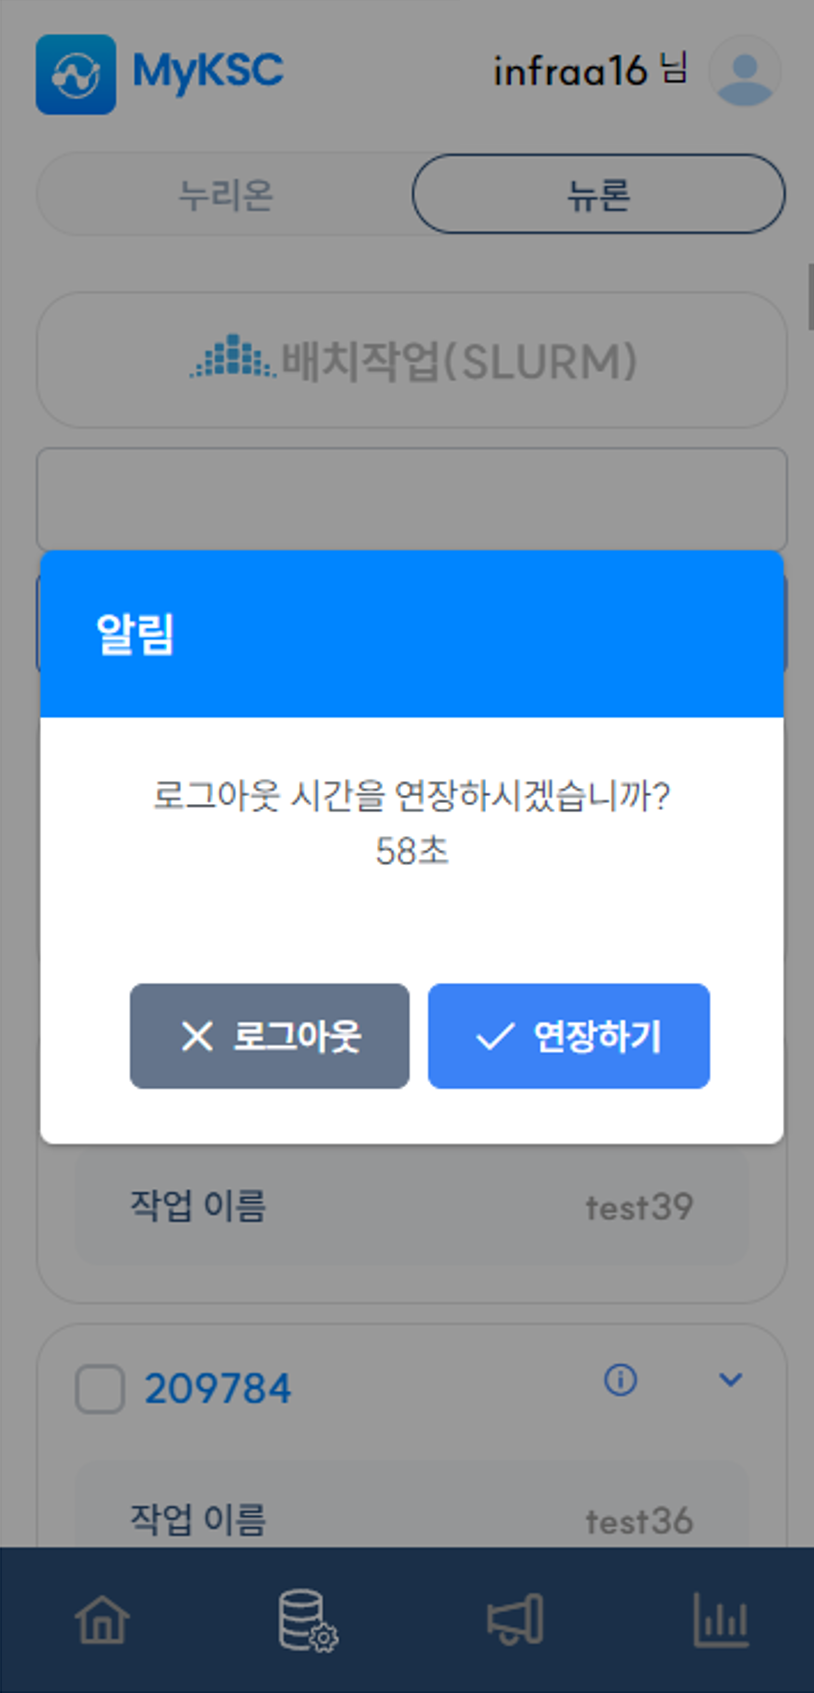 MyKSC
infraa16 님
누리온
뉴론
배치작업(SLURM)
알림
로그아웃 시간을 연장하시겠습니까?
58초
로그아웃
연장하기
작업 이름
test39
209784
작업 이름
test36